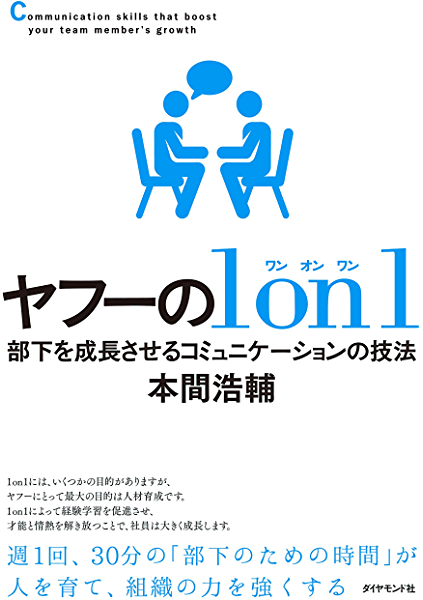 Communication skills that boost
your team member's growth
ワン オン ワン
ヤフーの1on1
部下を成長させるコミュニケーションの技法
本間浩輔
1on1には、いくつかの目的がありますが、
ヤフーにとって最大の目的は人材育成です。
1on1によって経験学習を促進させ、
才能と情熱を解き放つことで、社員は大きく成長します。
週1回、30分の「部下のための時間」が
人を育て、組織の力を強くする
ダイヤモンド社